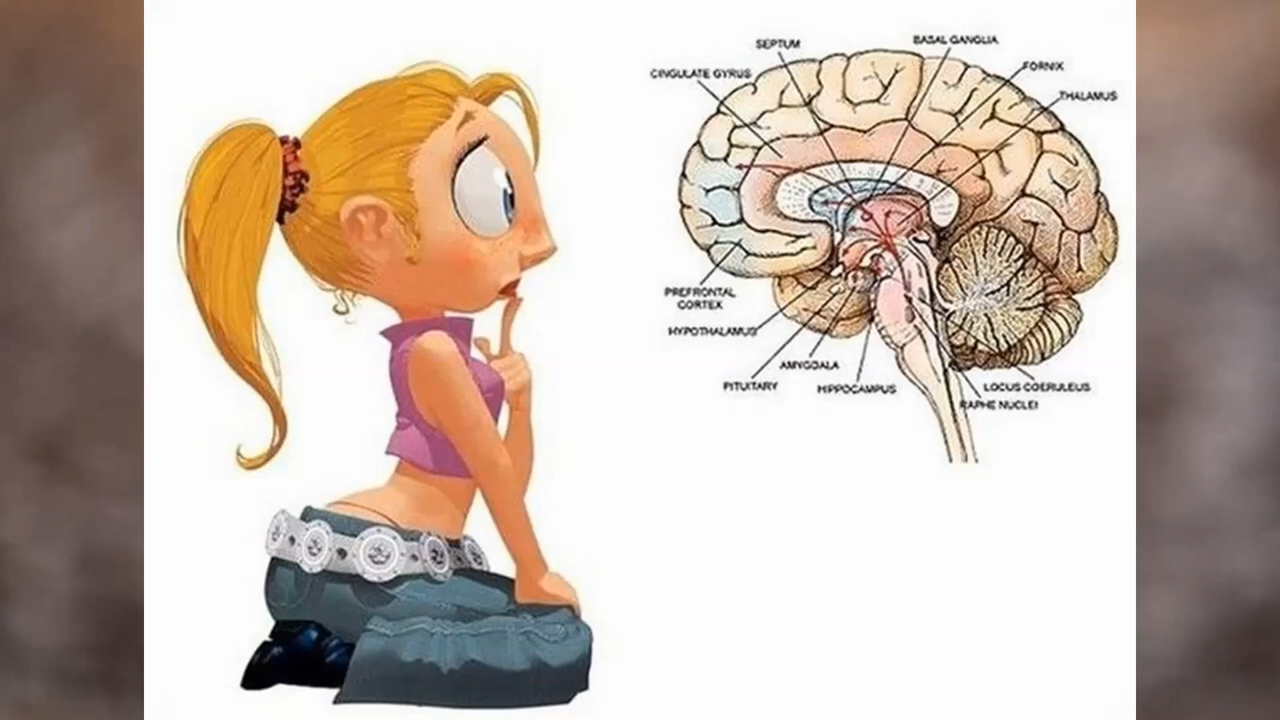 SEPTUM
BASAL GANGLIA
CINGULATE GYRUS
FORNIX
THALAMUS
PREFRONTAL
CORTEX
HYPOTHALAMUS
AMYGDALA
PITUITARY
HIPPOCAMPUS
LOCUS COERULEUS
RAPHE NUCLEI